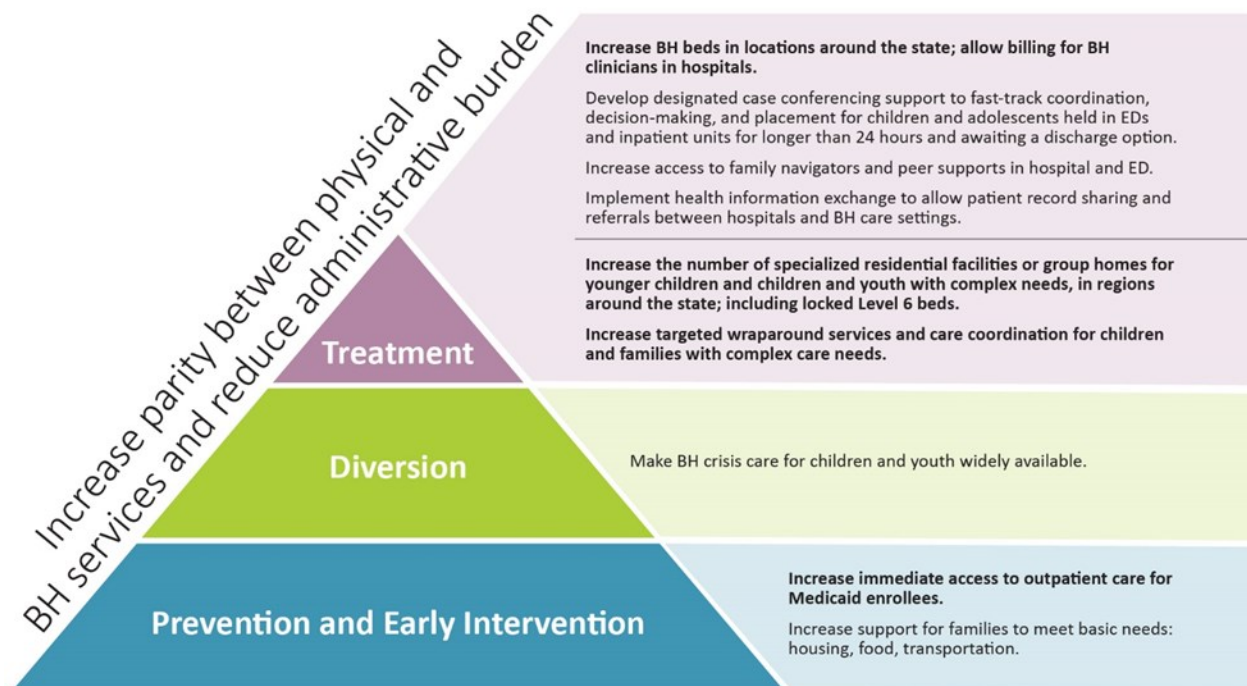 Increase parity between physical and
BH services and reduce administrative burden
Increase BH beds in locations around the state; allow billing for BH
clinicians in hospitals.
Develop designated case conferencing support to fast-track coordination,
decision-making, and placement for children and adolescents held in EDs
and inpatient units for longer than 24 hours and awaiting a discharge option.
Increase access to family navigators and peer supports in hospital and ED.
Implement health information exchange to allow patient record sharing and
referrals between hospitals and BH care settings.
Increase the number of specialized residential facilities or group homes for
younger children and children and youth with complex needs, in regions
around the state; including locked Level 6 beds.
Increase targeted wraparound services and care coordination for children
and families with complex care needs.
Treatment
Diversion
Make BH crisis care for children and youth widely available.
Prevention and Early Intervention
Increase immediate access to outpatient care for
Medicaid enrollees.
Increase support for families to meet basic needs:
housing, food, transportation.